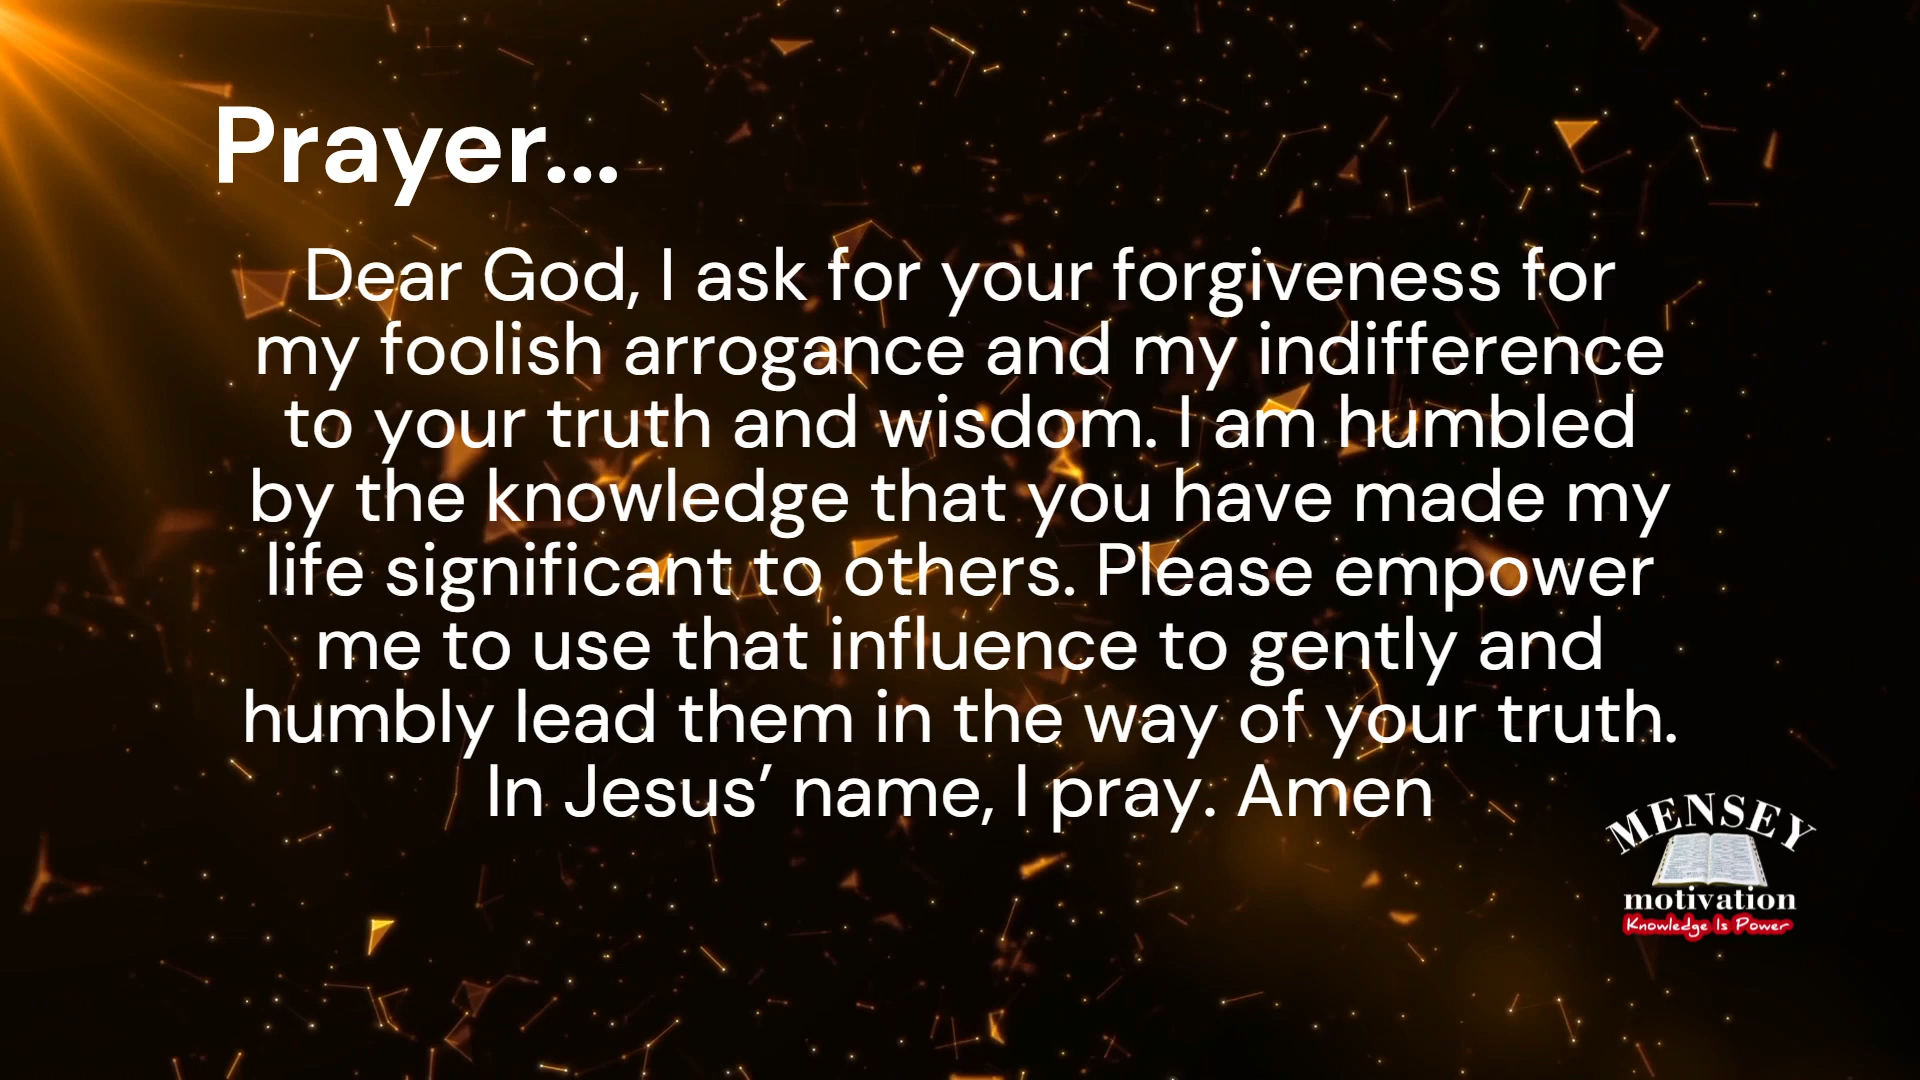 Prayer...
Dear God, I ask for your forgiveness for
my foolish arrogance and my indifference
to your truth and wisdom. I am humbled
by the knowledge that you have made my
life significant to others. Please empower
me to use that influence to gently and
humbly lead them in the way of your truth.
In Jesus’ name, I pray. Amen
MENSEY
motivation
Knowledge Is Power